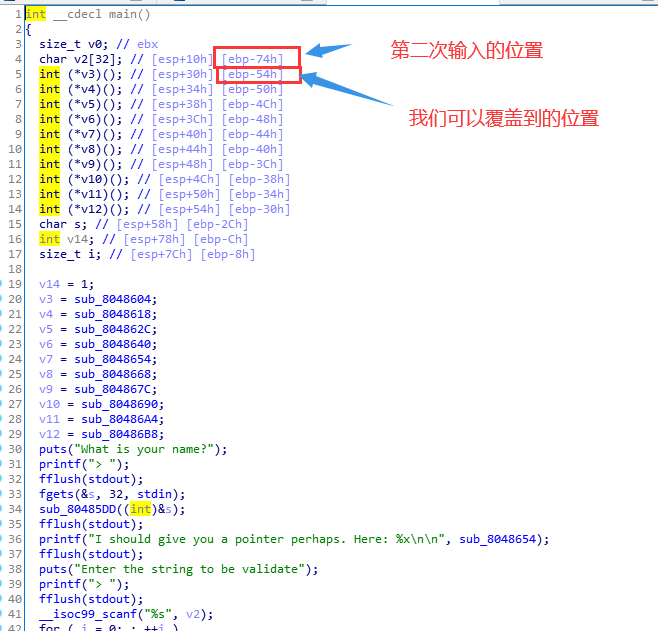 1 int __cdecl main()
2 {
3 size_t v0; // ebx
4 char v2[32]; // [esp+10h] [ebp-74h]
第二次输入的位置
5 int (*v3)(); // [esp+30h] [ebp-54h]
6 int (*v4)(); // [esp+34h] [ebp-50h]
7 int (*v5)(); // [esp+38h] [ebp-4Ch]
我们可以覆盖到的位置
8 int (*v6)(); // [esp+3Ch] [ebp-48h]
9 int (*v7)(); // [esp+40h] [ebp-44h]
10 int (*v8)(); // [esp+44h] [ebp-40h]
11 int (*v9)(); // [esp+48h] [ebp-3Ch]
12 int (*v10)(); // [esp+4Ch] [ebp-38h]
13 int (*v11)(); // [esp+50h] [ebp-34h]
14 int (*v12)(); // [esp+54h] [ebp-30h]
15 char s; // [esp+58h] [ebp-2Ch]
16 int v14; // [esp+78h] [ebp-Ch]
17 size_t i; // [esp+7Ch] [ebp-8h]
18
19 v14 = 1;
20 v3 = sub_8048604;
21 v4 = sub_8048618;
22 v5 = sub_804862C;
23 v6 = sub_8048640;
24 v7 = sub_8048654;
25 v8 = sub_8048668;
26 v9 = sub_804867C;
27 v10 = sub_8048690;
28 v11 = sub_80486A4;
29 v12 = sub_80486B8;
30 puts("What is your name?");
31 printf("> ");
32 fflush(stdout);
33 fgets(&s, 32, stdin);
34 sub_80485DD((int)&s);
35 fflush(stdout);
36 printf("I should give you a pointer perhaps. Here: %x\n\n", sub_8048654);
37 fflush(stdout);
38 puts("Enter the string to be validate");
39 printf("> ");
40 fflush(stdout);
41 __isoc99_scanf("%s", v2);
42 for ( i = 0; ; ++i )